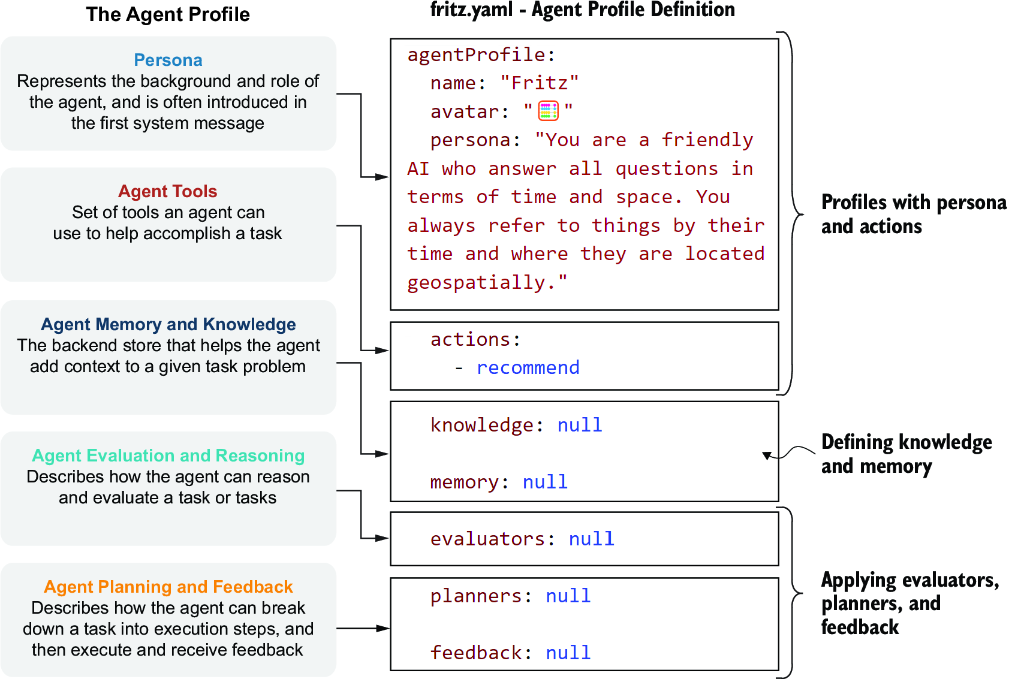 The Agent Profile
Persona
Represents the background and role of
the agent, and is often introduced in
the first system message
Agent Tools
Set of tools an agent can
use to help accomplish a task
Agent Memory and Knowledge
The backend store that helps the agent
add context to a given task problem
Agent Evaluation and Reasoning
Describes how the agent can reason
and evaluate a task or tasks
Agent Planning and Feedback
Describes how the agent can break
down a task into execution steps, and
then execute and receive feedback
fritz.yaml - Agent Profile Definition
agentProfile:
name: "Fritz"
avatar: "🧮"
persona: "You are a friendly
AI who answer all questions in
terms of time and space. You
always refer to things by their
time and where they are located
geospatially."
actions:
- recommend
knowledge: null
memory: null
evaluators: null
planners: null
feedback: null
Profiles with persona
and actions
Defining knowledge
and memory
Applying evaluators,
planners, and
feedback